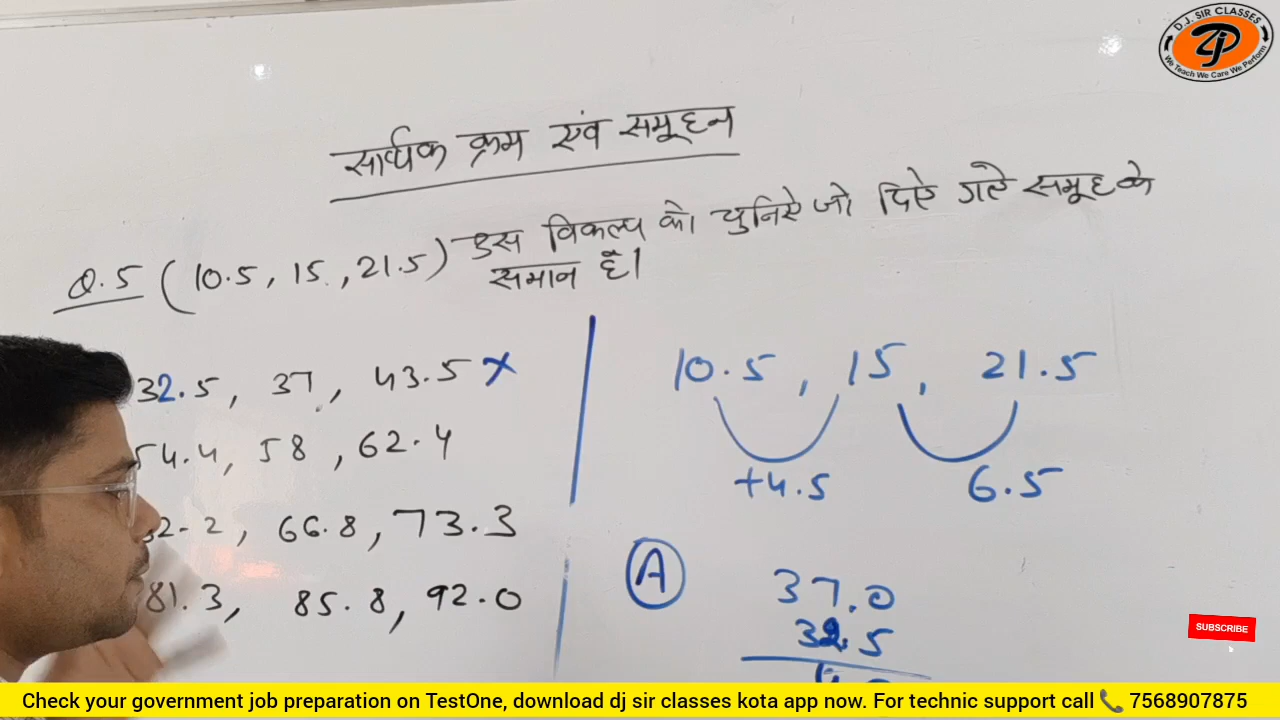 D.J. SIR CLASSES
We Teach We Care We Perform
सार्थक क्रम एवं समूहन
Q.5 (10.5, 15, 21.5) उस विकल्प को चुनिऐ जो दिऐ गऐ समूह के
समान है।
32.5, 37, 43.5 ×
54.4, 58, 62.4
2.2, 66.8, 73.3
81.3, 85.8, 92.0
10.5, 15, 21.5
+4.5 6.5
A 37.0
32.5
SUBSCRIBE
Check your government job preparation on TestOne, download dj sir classes kota app now. For technic support call 📞 7568907875